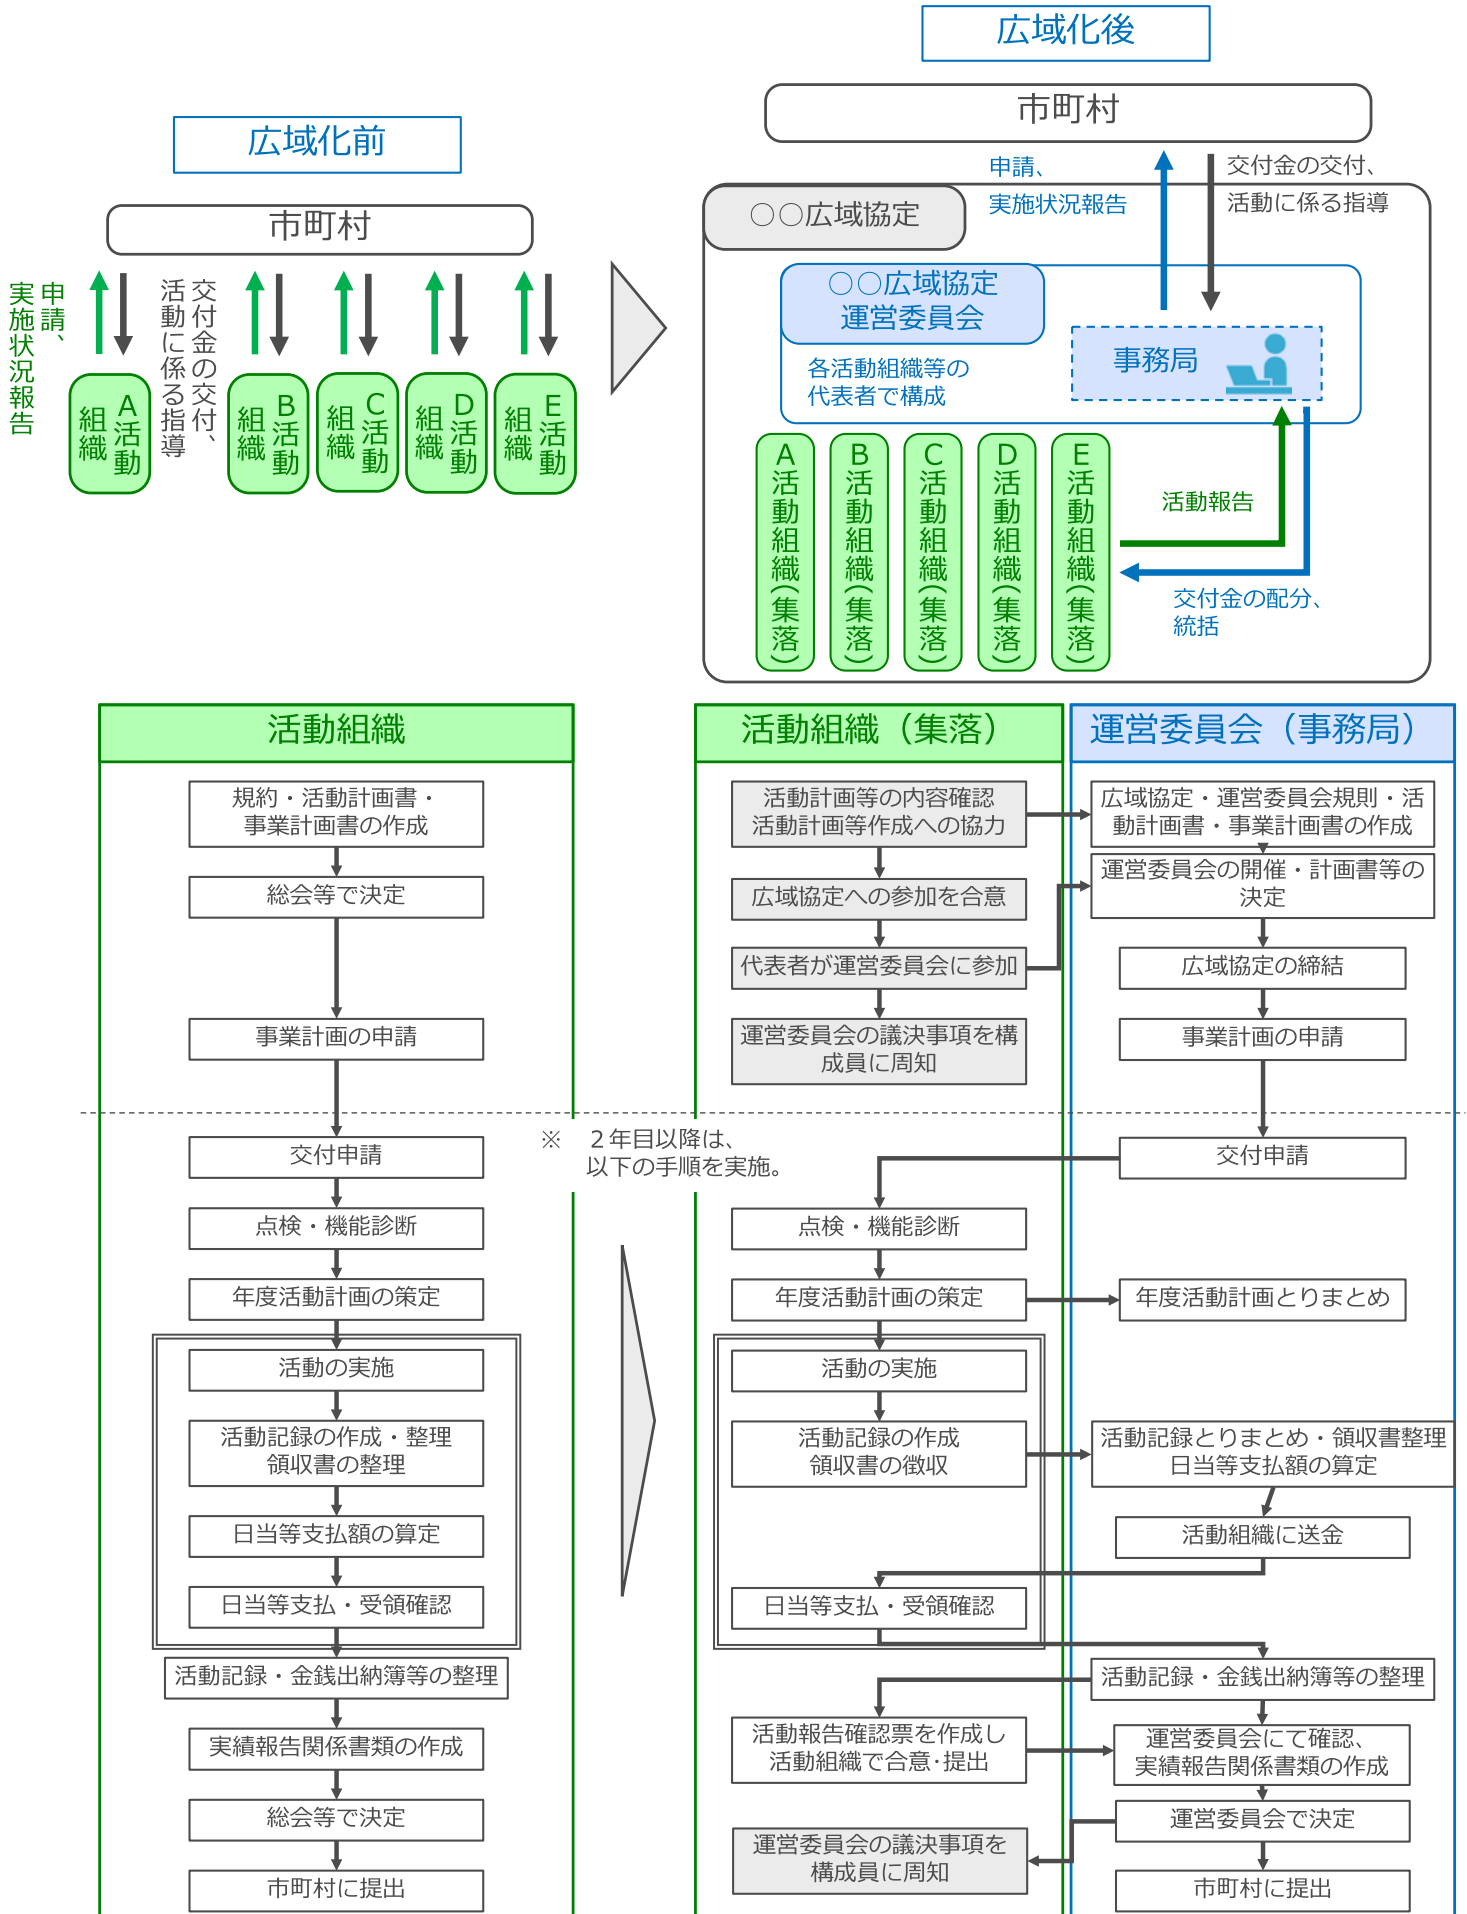 広域化前
市町村
申請、
実施状況報告
交付金の交付、
活動に係る指導
A活動
組織
B活動
組織
C活動
組織
D活動
組織
E活動
組織
広域化後
市町村
申請、
実施状況報告
交付金の交付、
活動に係る指導
○○広域協定
○○広域協定
運営委員会
各活動組織等の
代表者で構成
事務局
A活動組織(集落)
B活動組織(集落)
C活動組織(集落)
D活動組織(集落)
E活動組織(集落)
活動報告
交付金の配分、
統括
活動組織
規約・活動計画書・
事業計画書の作成
総会等で決定
事業計画の申請
交付申請
点検・機能診断
年度活動計画の策定
活動の実施
活動記録の作成・整理
領収書の整理
日当等支払額の算定
日当等支払・受領確認
活動記録・金銭出納簿等の整理
実績報告関係書類の作成
総会等で決定
市町村に提出
※ 2年目以降は、
以下の手順を実施。
活動組織（集落）
活動計画等の内容確認
活動計画等作成への協力
広域協定への参加を合意
代表者が運営委員会に参加
運営委員会の議決事項を構
成員に周知
点検・機能診断
年度活動計画の策定
活動の実施
活動記録の作成
領収書の徴収
日当等支払・受領確認
活動報告確認票を作成し
活動組織で合意･提出
運営委員会の議決事項を
構成員に周知
運営委員会（事務局）
広域協定・運営委員会規則・活
動計画書・事業計画書の作成
運営委員会の開催・計画書等の
決定
広域協定の締結
事業計画の申請
交付申請
年度活動計画とりまとめ
活動記録とりまとめ・領収書整理
日当等支払額の算定
活動組織に送金
活動記録・金銭出納簿等の整理
運営委員会にて確認、
実績報告関係書類の作成
運営委員会で決定
市町村に提出